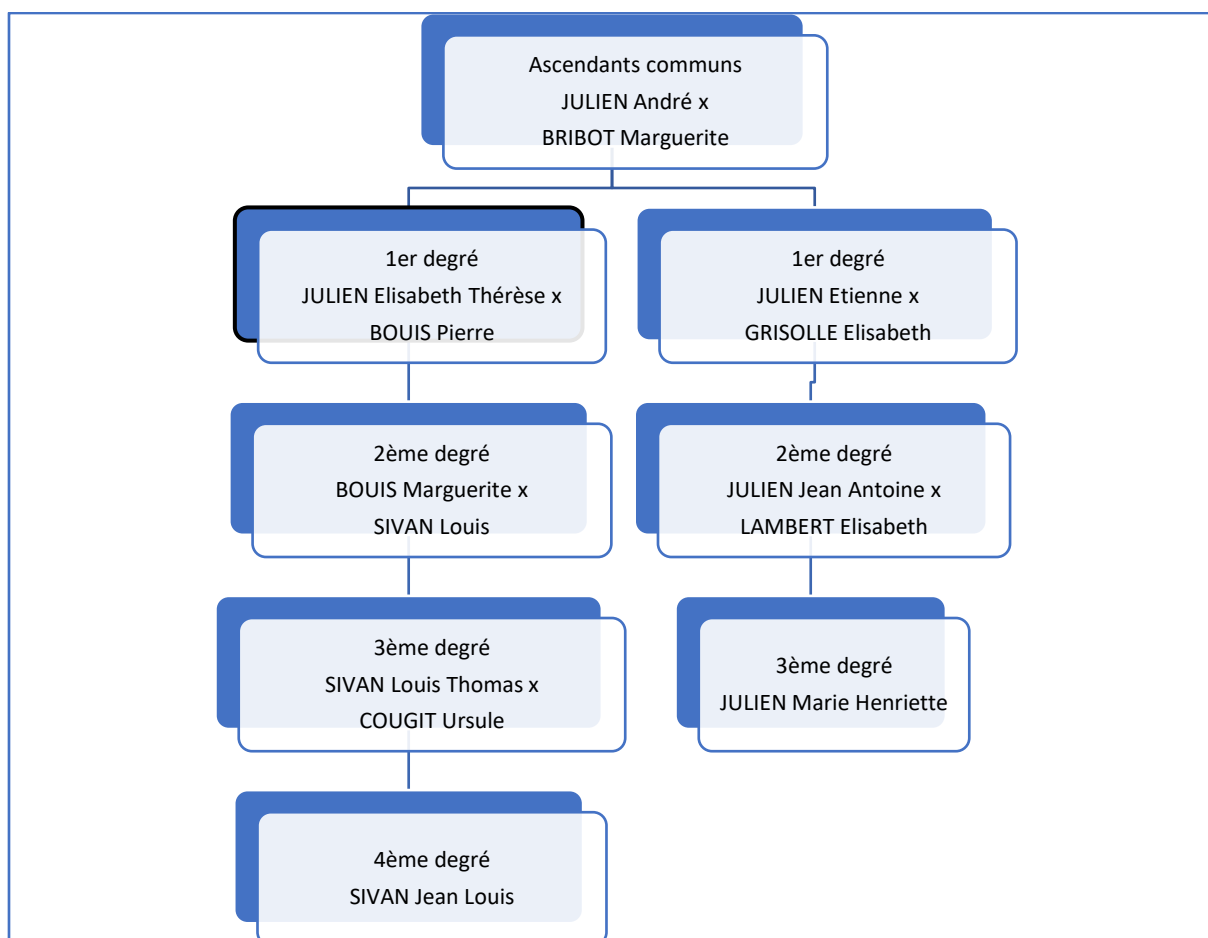 Ascendants communs
JULIEN André x
BRIBOT Marguerite
1er degré
JULIEN Elisabeth Thérèse x
BOUIS Pierre
1er degré
JULIEN Etienne x
GRISOLLE Elisabeth
2ème degré
BOUIS Marguerite x
SIVAN Louis
2ème degré
JULIEN Jean Antoine x
LAMBERT Elisabeth
3ème degré
SIVAN Louis Thomas x
COUGIT Ursule
3ème degré
JULIEN Marie Henriette
4ème degré
SIVAN Jean Louis